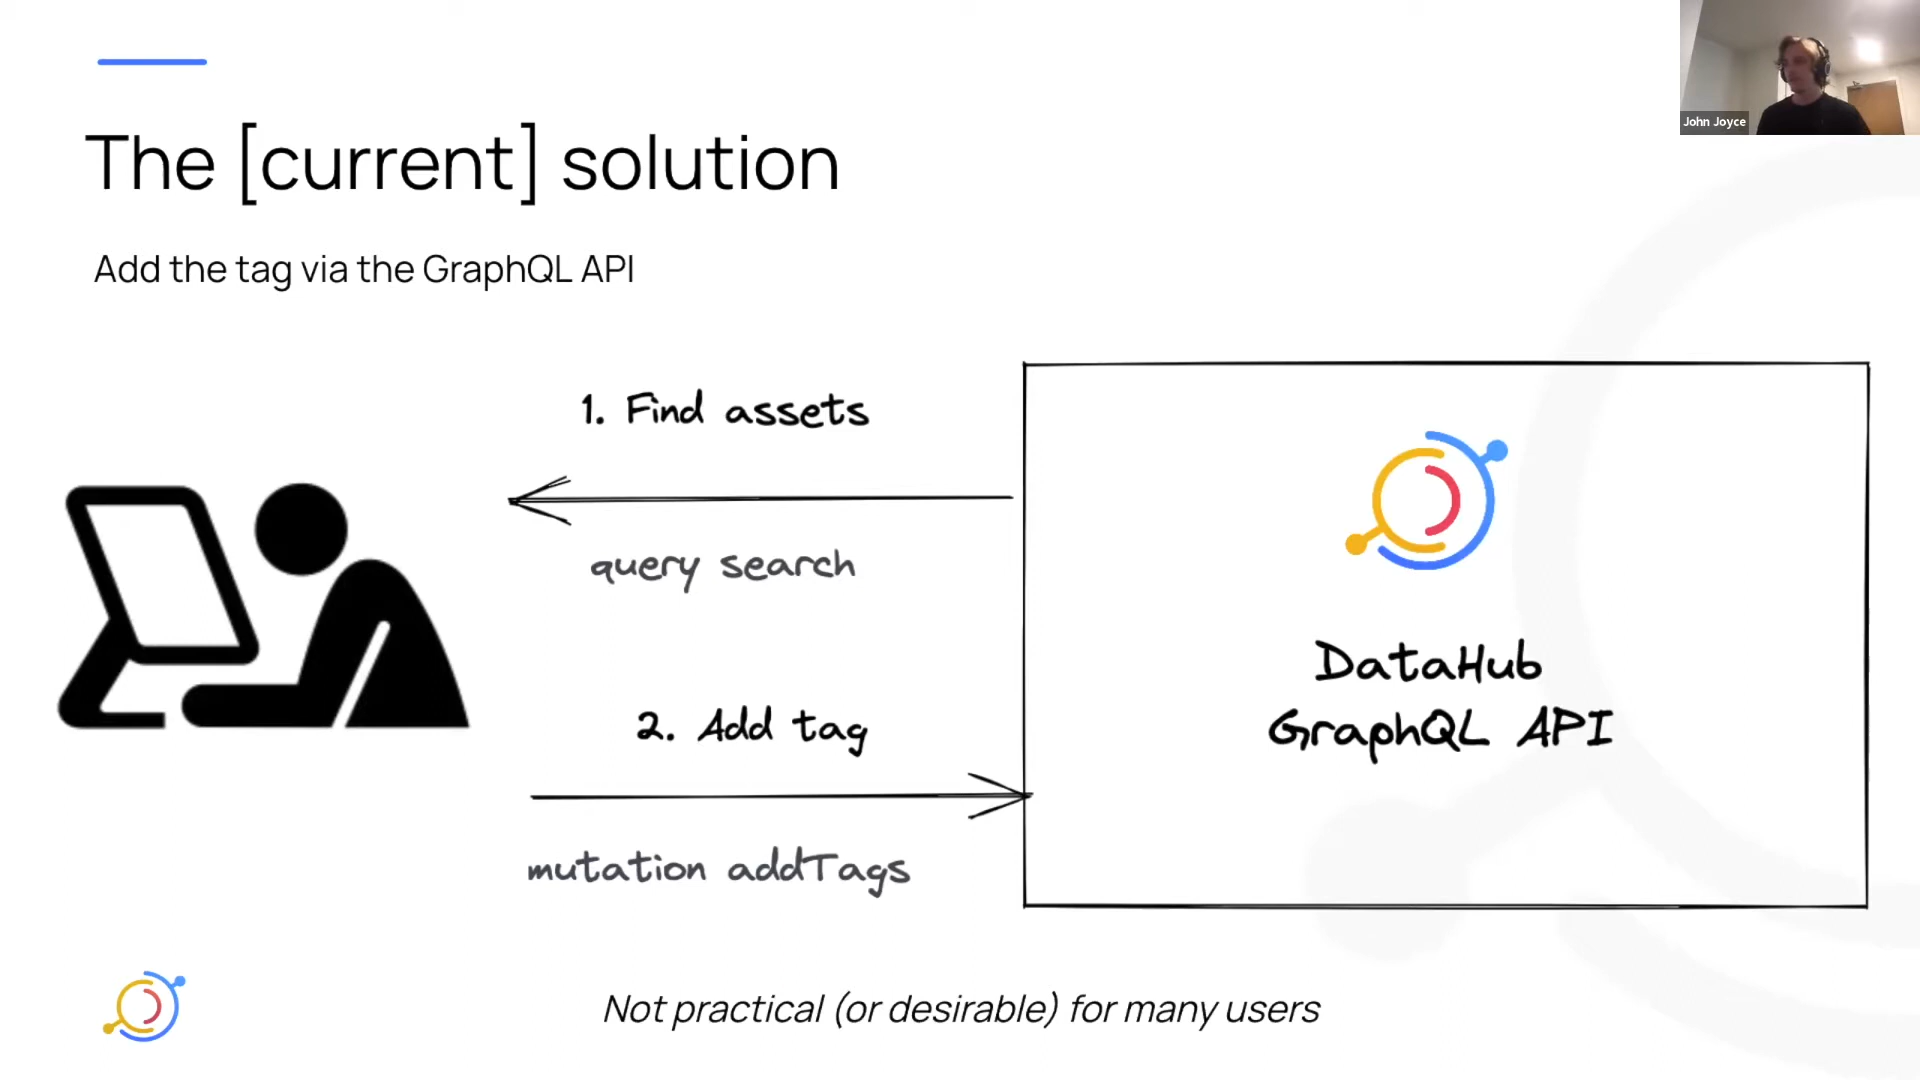 John Joyce
The [current] solution
Add the tag via the GraphQL API
1. Find assets
query search
2. Add tag
mutation addTags
DataHub
GraphQL API
Not practical (or desirable) for many users